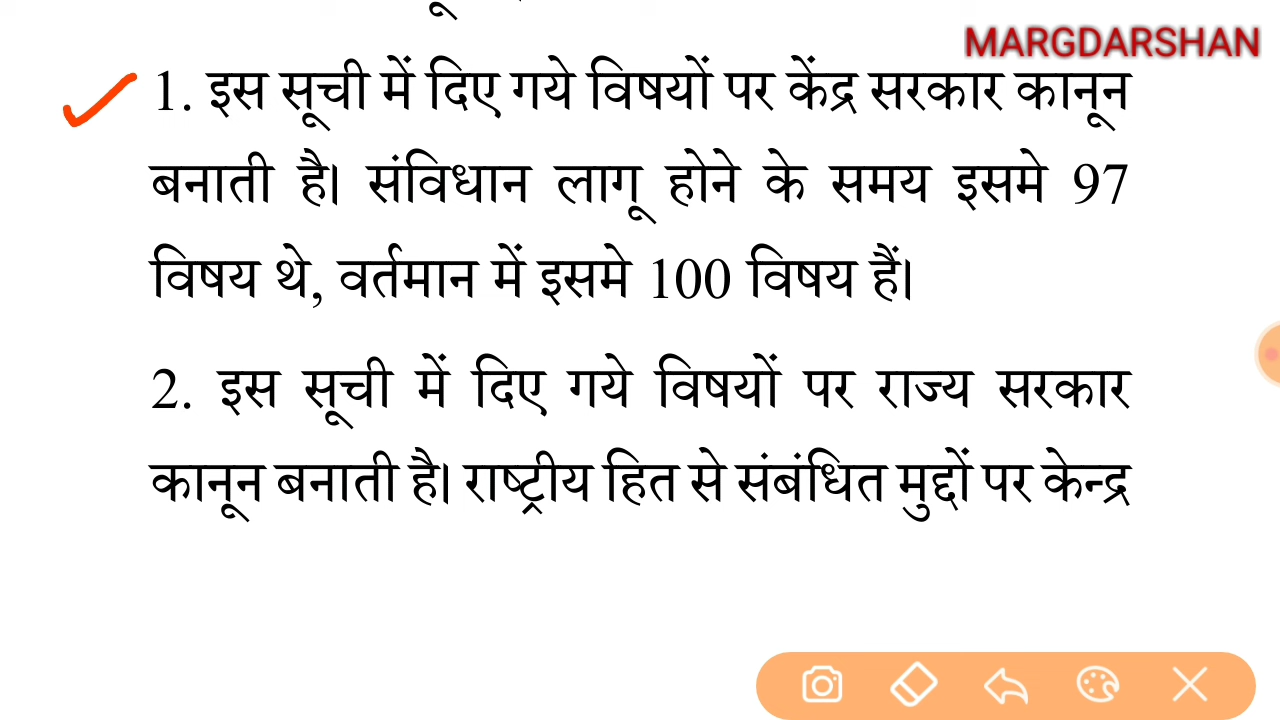 MARGDARSHAN
1. इस सूची में दिए गये विषयों पर केंद्र सरकार कानून
बनाती है। संविधान लागू होने के समय इसमे 97
विषय थे, वर्तमान में इसमे 100 विषय हैं।
2. इस सूची में दिए गये विषयों पर राज्य सरकार
कानून बनाती है। राष्ट्रीय हित से संबंधित मुद्दों पर केन्द्र